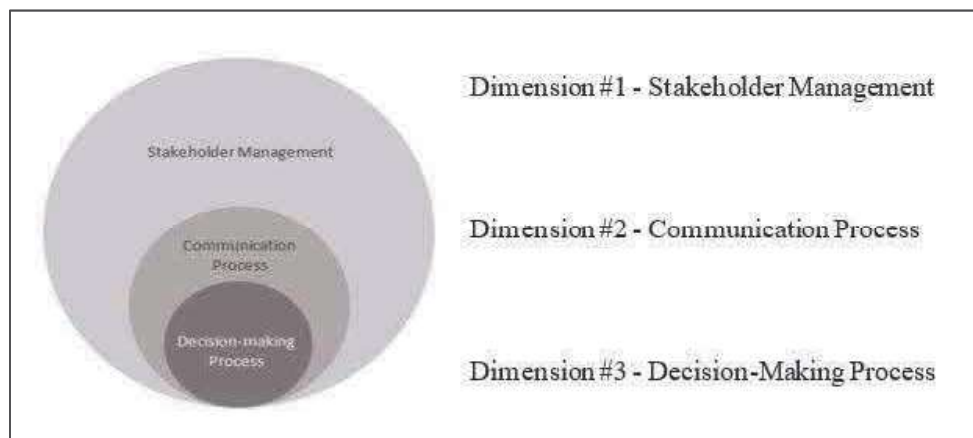 Stakeholder Management
Communication
Process
Decision-making
Process
Dimension #1 - Stakeholder Management
Dimension #2 - Communication Process
Dimension #3 - Decision-Making Process